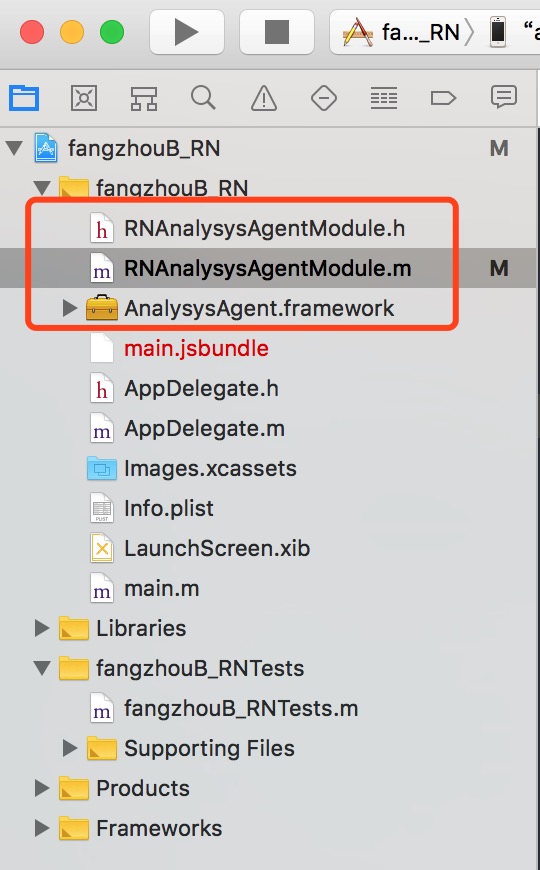 fa..._RN 〉 "a
fangzhouB_RN M
fangzhouB_RN
h RNAnalysysAgentModule.h
m RNAnalysysAgentModule.m M
AnalysysAgent.framework
main.jsbundle
h AppDelegate.h
m AppDelegate.m
Images.xcassets
PLIST Info.plist
LaunchScreen.xib
m main.m
Libraries
fangzhouB_RNTests
m fangzhouB_RNTests.m
Supporting Files
Products
Frameworks